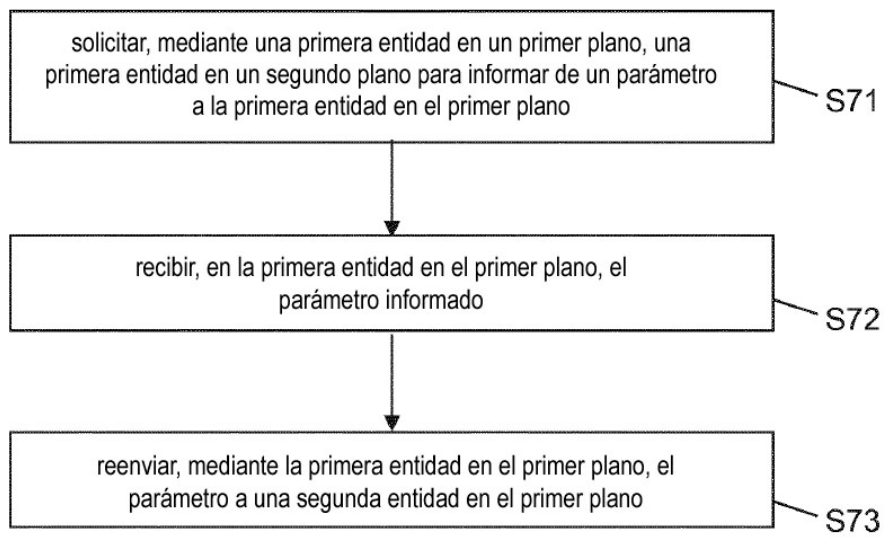 solicitar, mediante una primera entidad en un primer plano, una
primera entidad en un segundo plano para informar de un parámetro
a la primera entidad en el primer plano
S71
recibir, en la primera entidad en el primer plano, el
parámetro informado
S72
reenviar, mediante la primera entidad en el primer plano, el
parámetro a una segunda entidad en el primer plano
S73